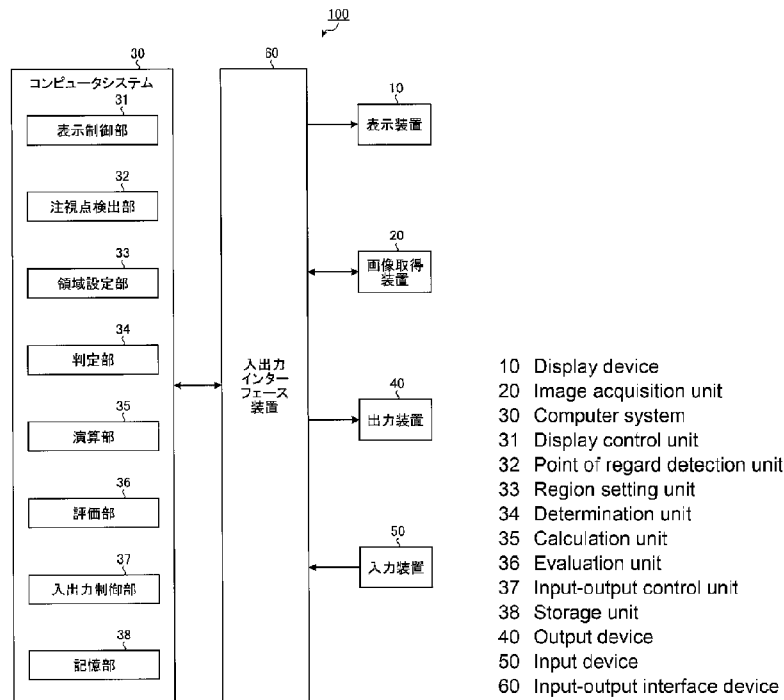 100
30
コンピュータシステム
31
表示制御部
32
注視点検出部
33
領域設定部
34
判定部
35
演算部
36
評価部
37
入出力制御部
38
記憶部
60
入出力
インター
フェース
装置
10
表示装置
20
画像取得
装置
40
出力装置
50
入力装置
10 Display device
20 Image acquisition unit
30 Computer system
31 Display control unit
32 Point of regard detection unit
33 Region setting unit
34 Determination unit
35 Calculation unit
36 Evaluation unit
37 Input-output control unit
38 Storage unit
40 Output device
50 Input device
60 Input-output interface device